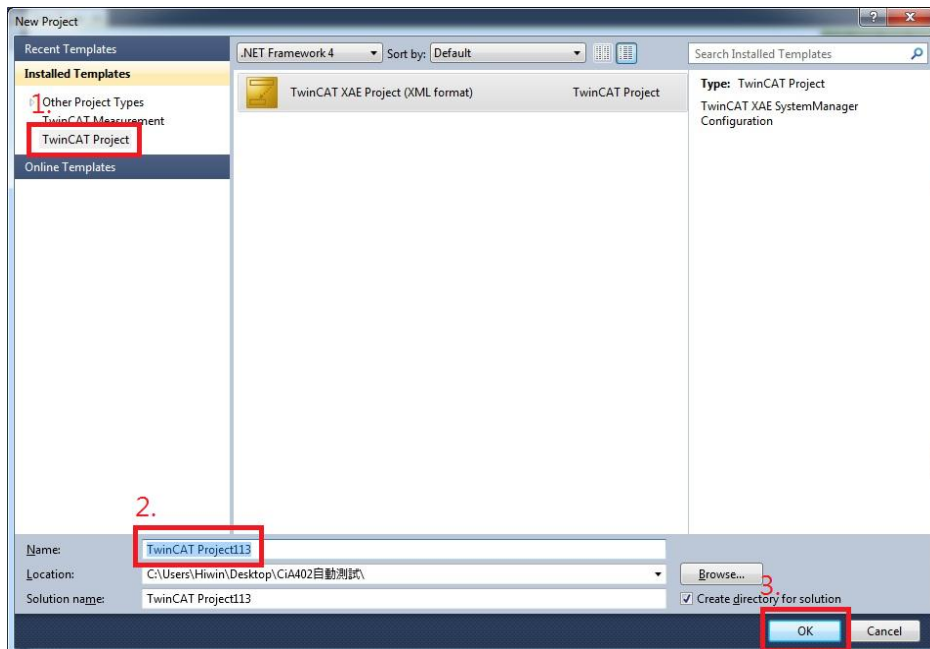 New Project
Recent Templates
Installed Templates
Other Project Types
TwinCAT Measurement
TwinCAT Project
Online Templates
.NET Framework 4 Sort by: Default
TwinCAT XAE Project (XML format) TwinCAT Project
Search Installed Templates
Type: TwinCAT Project
TwinCAT XAE SystemManager
Configuration
1.
2.
Name: TwinCAT Project113
Location: C:\Users\Hiwin\Desktop\CiA402自動測試\ Browse...
3.
Solution name: TwinCAT Project113 Create directory for solution
OK Cancel